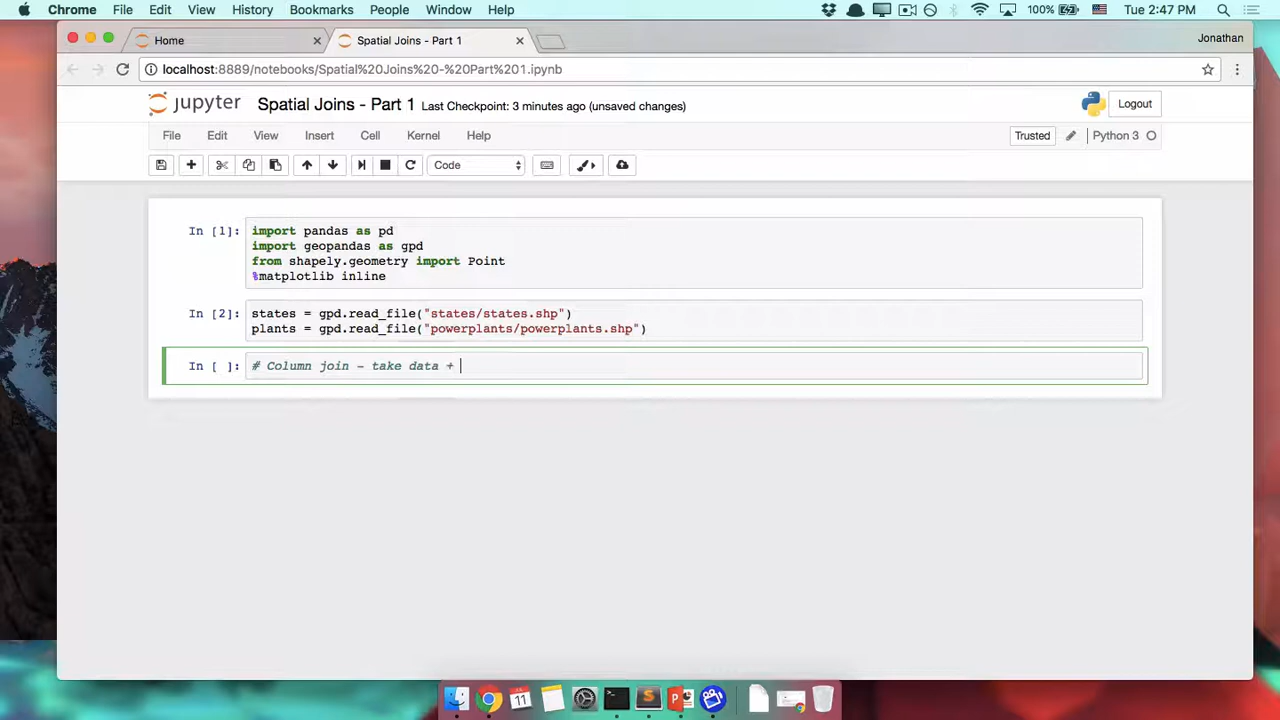 Chrome File Edit View History Bookmarks People Window Help 100% Tue 2:47 PM
Home Spatial Joins - Part 1 Jonathan
localhost:8889/notebooks/Spatial%20Joins%20-%20Part%201.ipynb
jupyter Spatial Joins - Part 1 Last Checkpoint: 3 minutes ago (unsaved changes) Logout
File Edit View Insert Cell Kernel Help Trusted Python 3
Code
In [1]: import pandas as pd
import geopandas as gpd
from shapely.geometry import Point
%matplotlib inline
In [2]: states = gpd.read_file("states/states.shp")
plants = gpd.read_file("powerplants/powerplants.shp")
In [ ]: # Column join - take data +
11